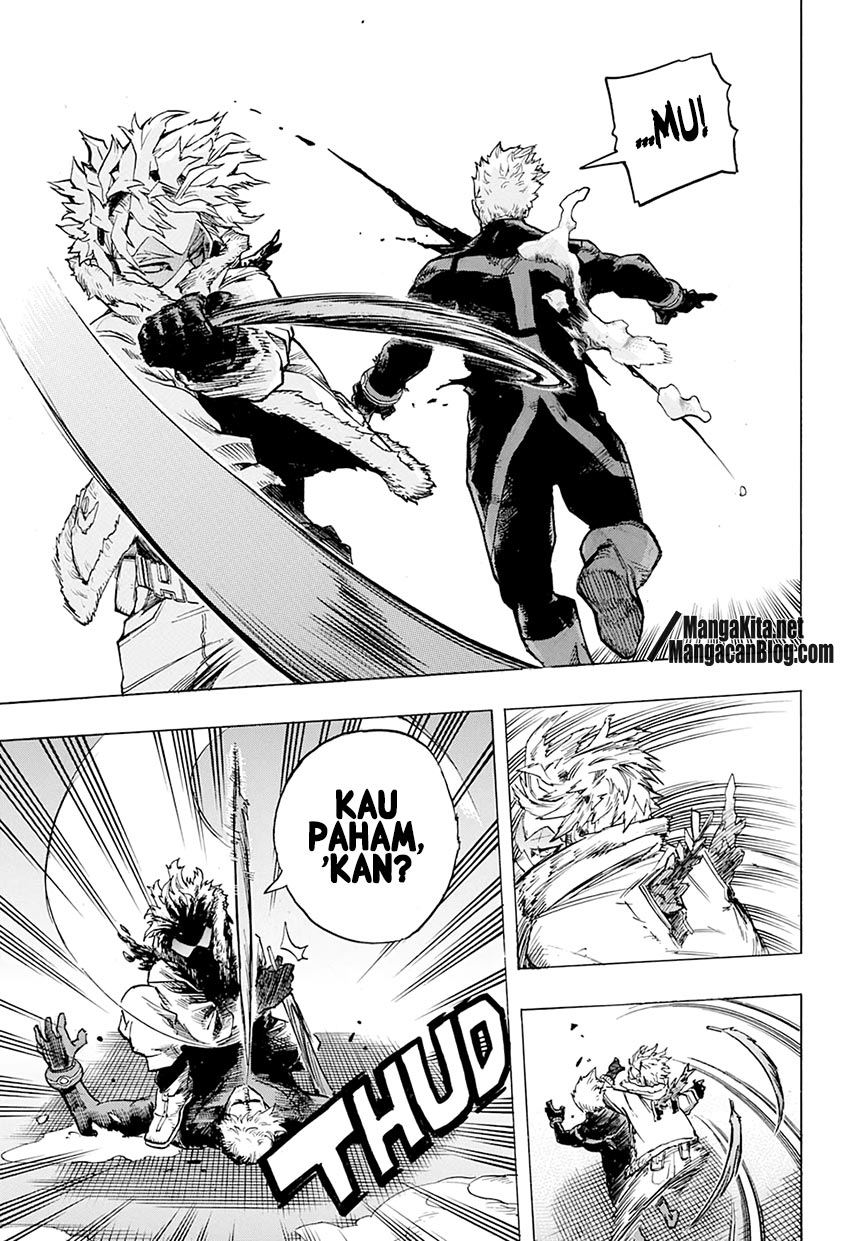 ...MU!
MangaKita.net
MangacanBlog.com
KAU
PAHAM,
'KAN?
THUD